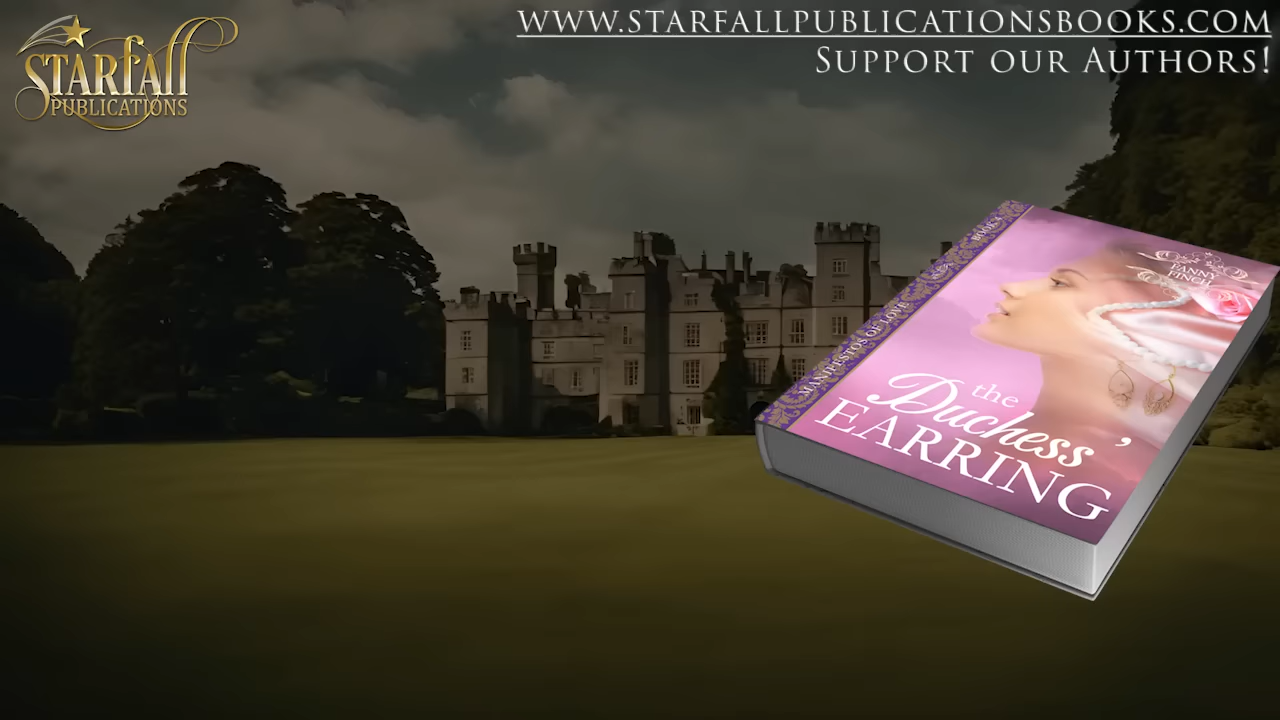 STARfall
PUBLICATIONS
WWW.STARFALLPUBLICATIONSBOOKS.COM
SUPPORT OUR AUTHORS!
MANIFESTOS OF LOVE
FANNY
FINCH
the
Duchess'
EARRING